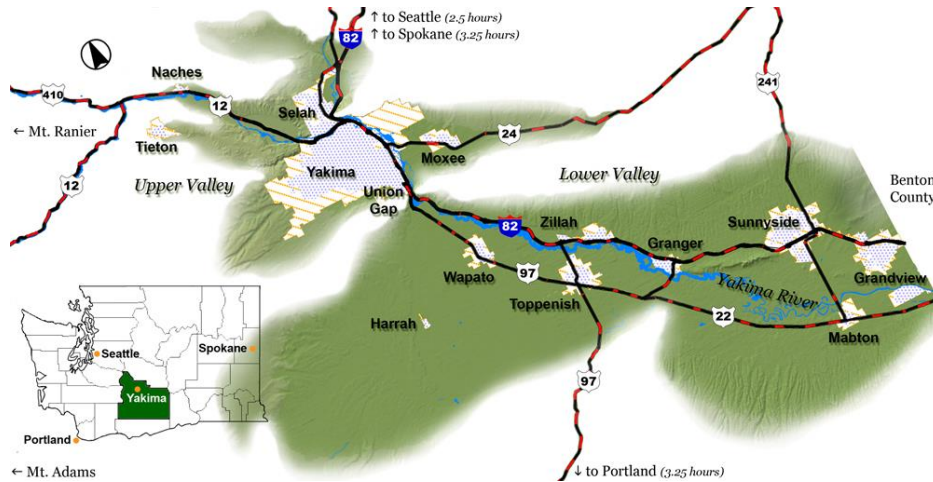 ↑ to Seattle (2.5 hours)
↑ to Spokane (3.25 hours)
82
410
Naches
12
Selah
241
← Mt. Ranier
Tieton
24
Moxee
12
Upper Valley
Yakima
Lower Valley
Union
Gap
Benton
County
82
Zillah
Sunnyside
Granger
Wapato
97
Toppenish
Yakima River
Grandview
22
Mabton
Harrah
Seattle
Spokane
97
Yakima
Portland
← Mt. Adams
↓ to Portland (3.25 hours)